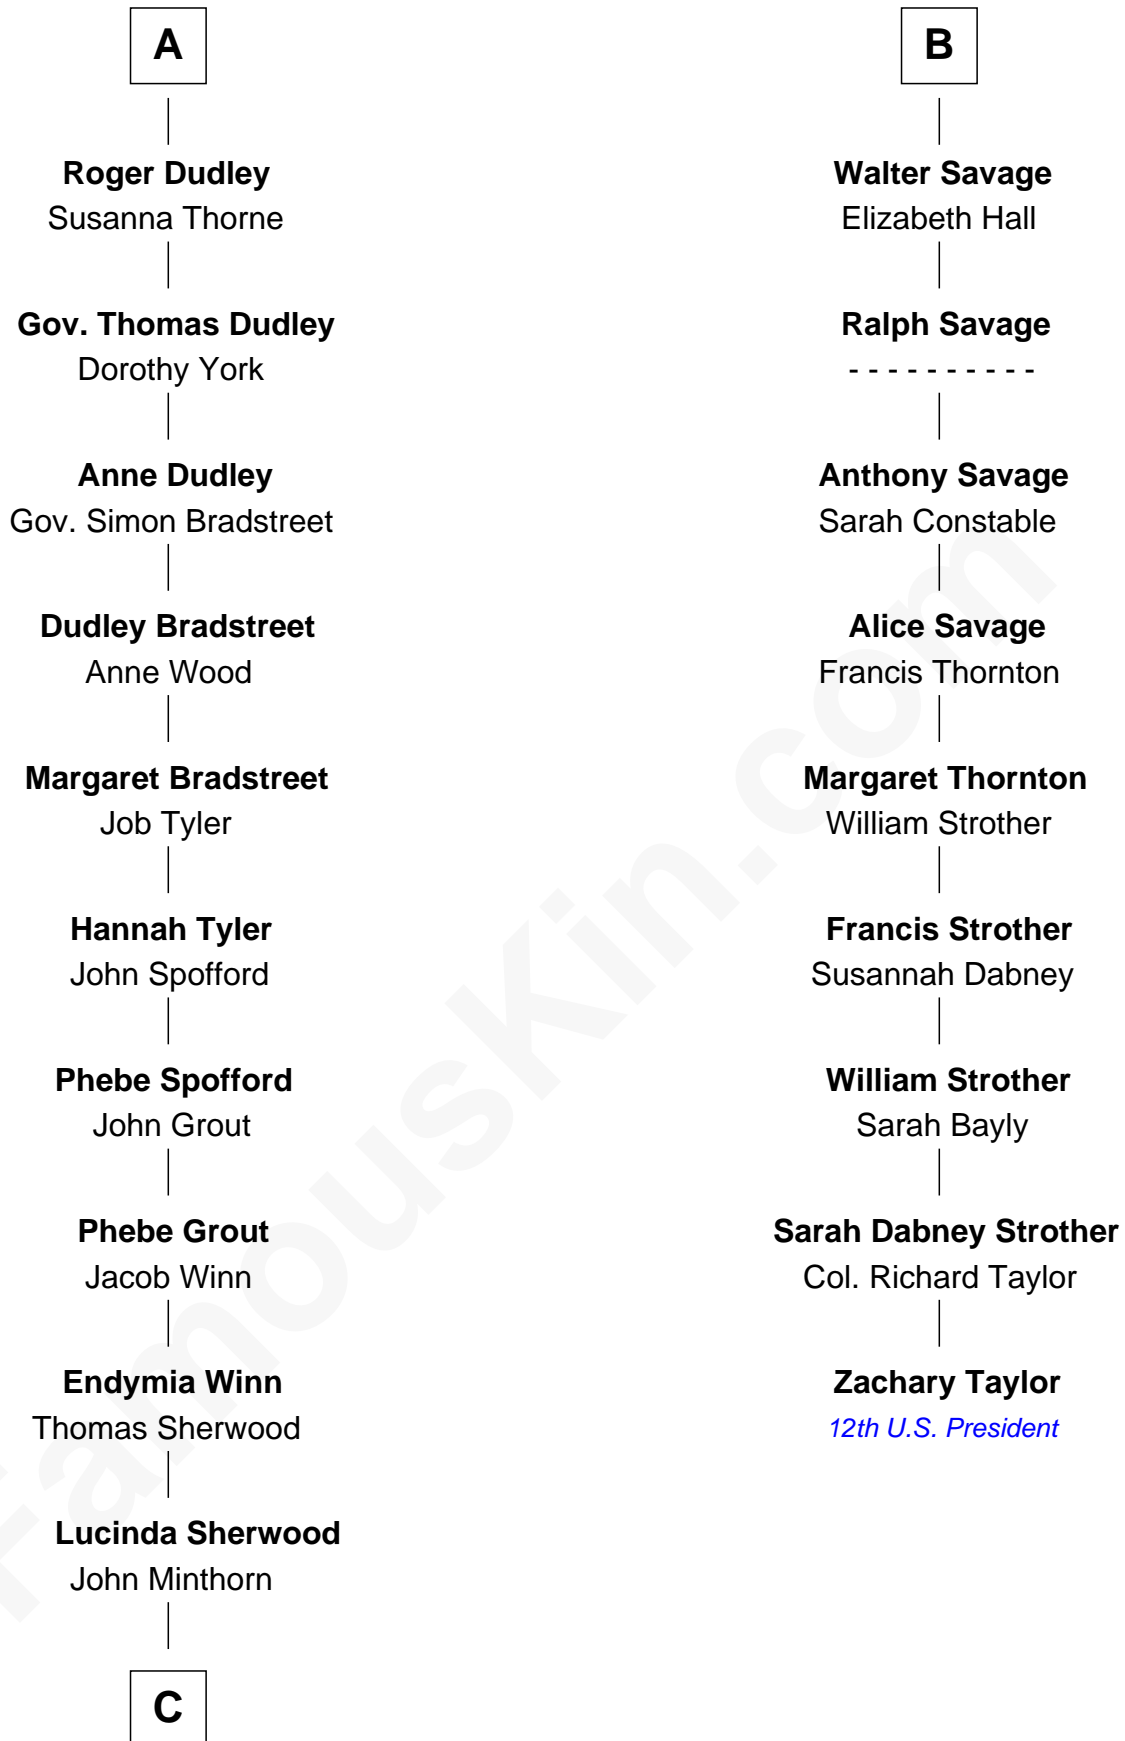 A
Roger Dudley
Susanna Thorne
Gov. Thomas Dudley
Dorothy York
Anne Dudley
Gov. Simon Bradstreet
Dudley Bradstreet
Anne Wood
Margaret Bradstreet
Job Tyler
Hannah Tyler
John Spofford
Phebe Spofford
John Grout
Phebe Grout
Jacob Winn
Endymia Winn
Thomas Sherwood
Lucinda Sherwood
John Minthorn
C
B
Walter Savage
Elizabeth Hall
Ralph Savage
- - - - - - - - - -
Anthony Savage
Sarah Constable
Alice Savage
Francis Thornton
Margaret Thornton
William Strother
Francis Strother
Susannah Dabney
William Strother
Sarah Bayly
Sarah Dabney Strother
Col. Richard Taylor
Zachary Taylor
12th U.S. President
FamousKin.com